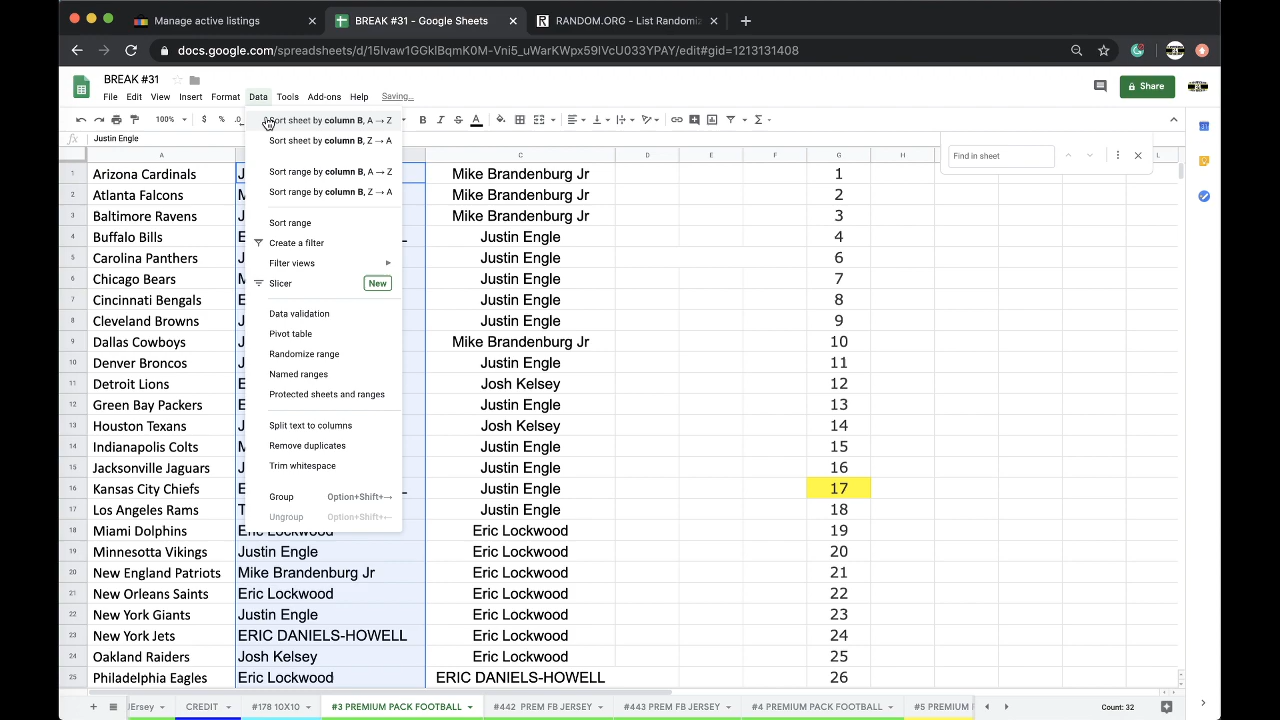 Manage active listings
BREAK #31 - Google Sheets
RANDOM.ORG - List Randomiz
docs.google.com/spreadsheets/d/15Ivaw1GGklBqmK0M-Vni5_uWarKWpx59IVcU033YPAY/edit#gid=1213131408
BREAK #31
File Edit View Insert Format Data Tools Add-ons Help Saving...
Share
100% $ % .0
fx Justin Engle
Find in sheet
Sort sheet by column B, A → Z
Sort sheet by column B, Z → A
Sort range by column B, A → Z
Sort range by column B, Z → A
Sort range
Create a filter
Filter views
Slicer New
Data validation
Pivot table
Randomize range
Named ranges
Protected sheets and ranges
Split text to columns
Remove duplicates
Trim whitespace
Group Option+Shift+→
Ungroup Option+Shift+←
A C D E F G H L
1 Arizona Cardinals J Mike Brandenburg Jr 1
2 Atlanta Falcons M Mike Brandenburg Jr 2
3 Baltimore Ravens J Mike Brandenburg Jr 3
4 Buffalo Bills E L Justin Engle 4
5 Carolina Panthers J Justin Engle 6
6 Chicago Bears M Justin Engle 7
7 Cincinnati Bengals E Justin Engle 8
8 Cleveland Browns J Justin Engle 9
9 Dallas Cowboys J Mike Brandenburg Jr 10
10 Denver Broncos J Justin Engle 11
11 Detroit Lions E Josh Kelsey 12
12 Green Bay Packers J Justin Engle 13
13 Houston Texans J Josh Kelsey 14
14 Indianapolis Colts M Justin Engle 15
15 Jacksonville Jaguars J Justin Engle 16
16 Kansas City Chiefs E L Justin Engle 17
17 Los Angeles Rams T Justin Engle 18
18 Miami Dolphins Eric Lockwood Eric Lockwood 19
19 Minnesotta Vikings Justin Engle Eric Lockwood 20
20 New England Patriots Mike Brandenburg Jr Eric Lockwood 21
21 New Orleans Saints Eric Lockwood Eric Lockwood 22
22 New York Giants Justin Engle Eric Lockwood 23
23 New York Jets ERIC DANIELS-HOWELL Eric Lockwood 24
24 Oakland Raiders Josh Kelsey Eric Lockwood 25
25 Philadelphia Eagles Eric Lockwood ERIC DANIELS-HOWELL 26
iErsey CREDIT #178 10X10 #3 PREMIUM PACK FOOTBALL #442 PREM FB JERSEY #443 PREM FB JERSEY #4 PREMIUM PACK FOOTBALL #5 PREMIUM Count: 32